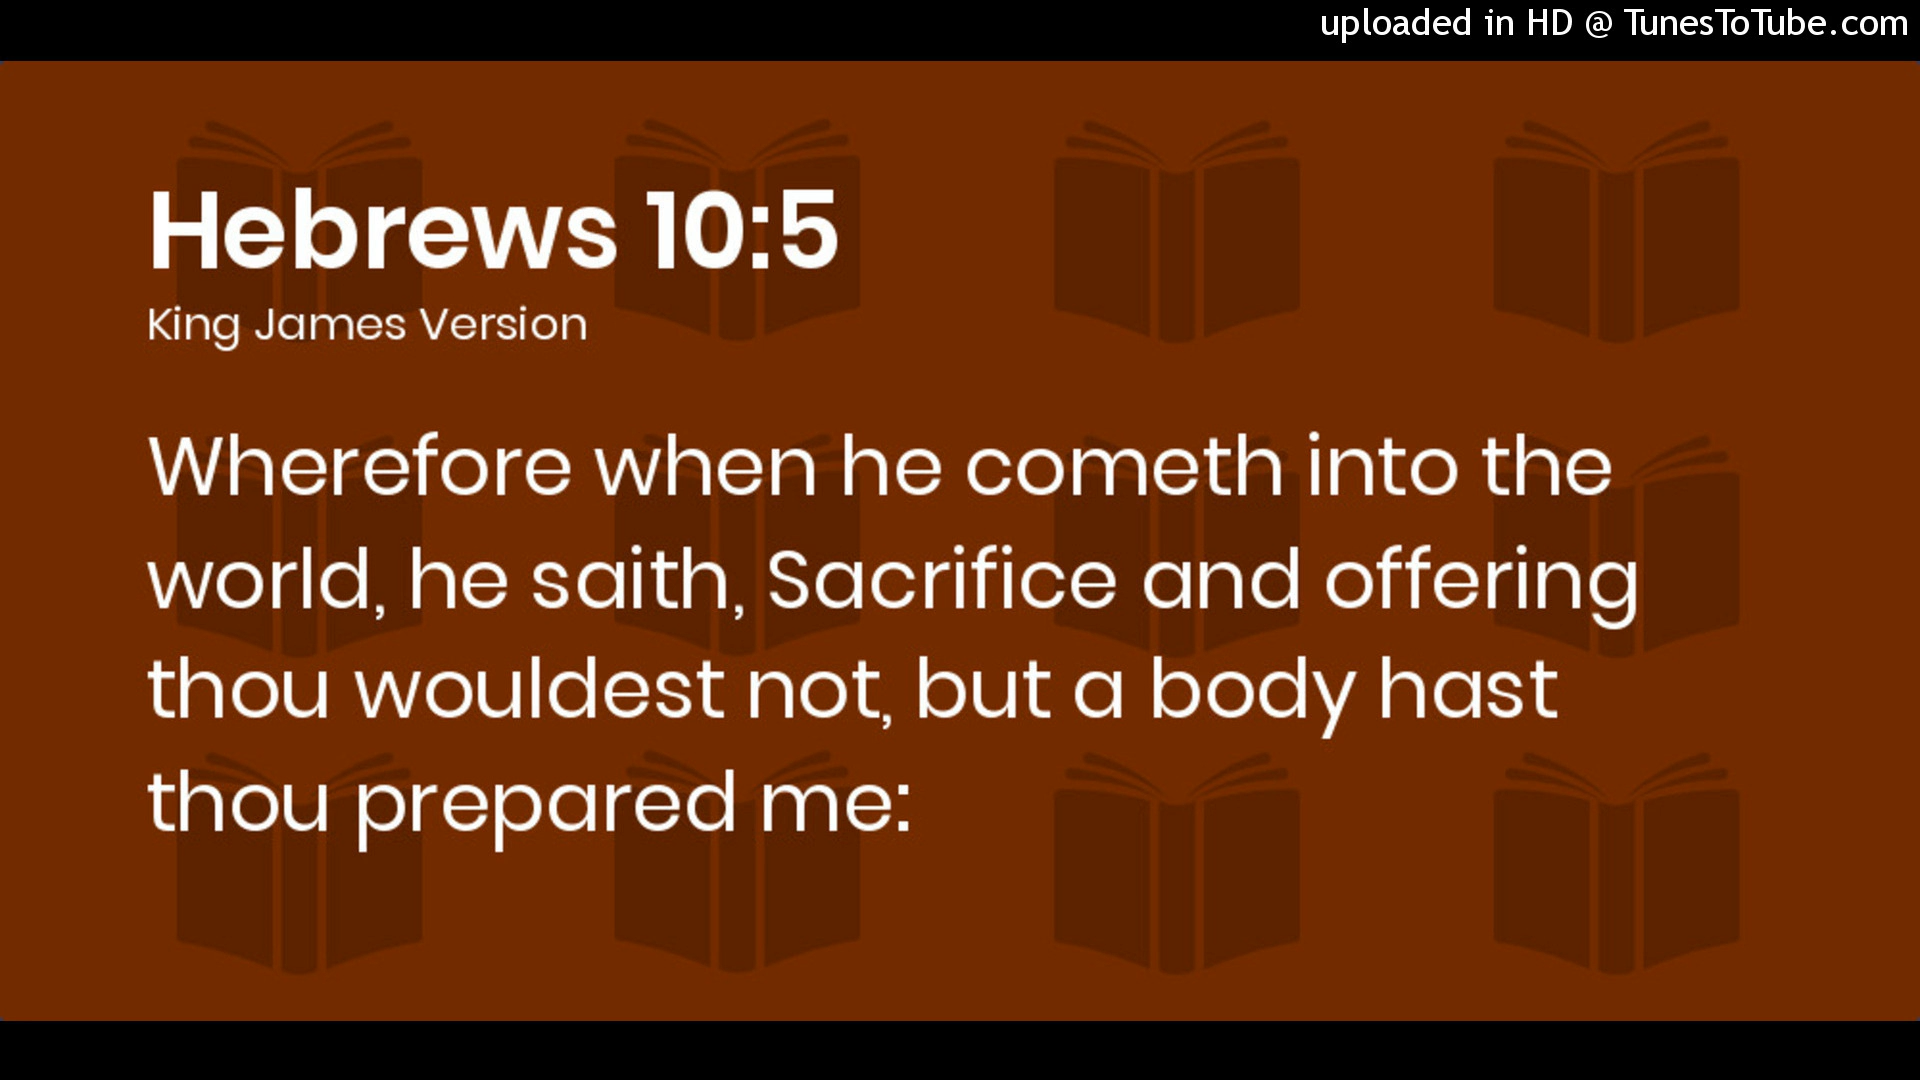 uploaded in HD @ TunesToTube.com
Hebrews 10:5
King James Version
Wherefore when he cometh into the
world, he saith, Sacrifice and offering
thou wouldest not, but a body hast
thou prepared me: